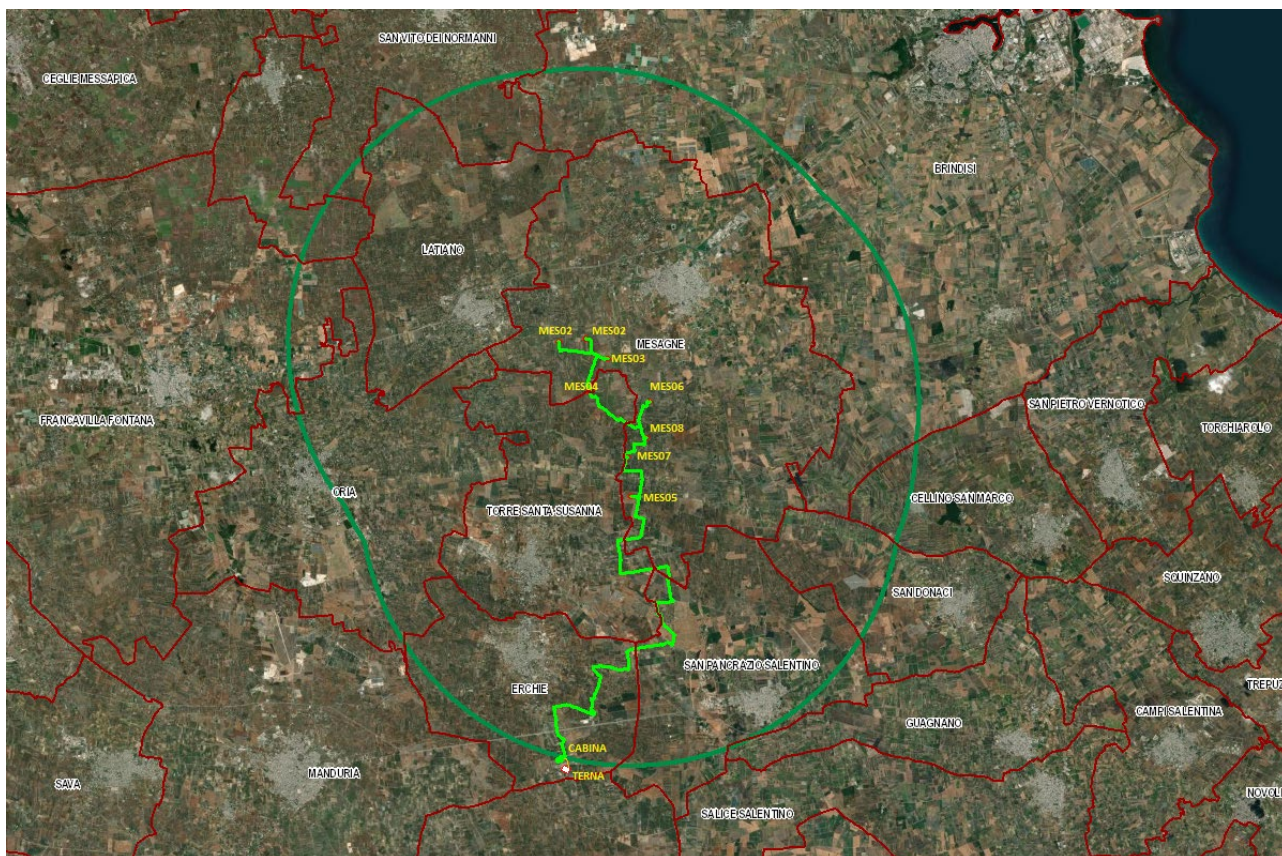 SAN VITO DEI NORMANNI
CEGLIE MESSAPICA
BRINDISI
LATIANO
MES02
MES02
MESAGNE
MES03
MES04
MES06
SAN PIETRO VERNOTICO
FRANCAVILLA FONTANA
TORCHIAROLO
MES08
MES07
ORIA
MES05
CELLINO SAN MARCO
TORRE SANTA SUSANNA
SQUINZANO
SAN DONACI
SAN PANCRAZIO SALENTINO
ERCHIE
TREPUZ
CAMPI SALENTINA
GUAGNANO
CABINA
MANDURIA
TERNA
SAVA
NOVOLI
SALICE SALENTINO